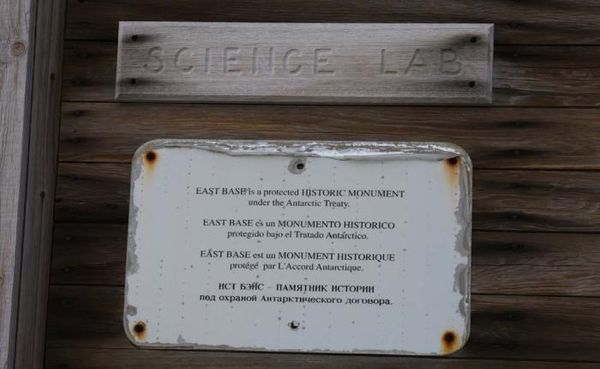 SCIENCE LAB
EAST BASE is a protected HISTORIC MONUMENT
under the Antarctic Treaty.
EAST BASE es un MONUMENTO HISTORICO
protegido bajo el Tratado Antárctico.
EAST BASE est un MONUMENT HISTORIQUE
protégé par L'Accord Antarctique.
ИСТ БЭЙС – ПАМЯТНИК ИСТОРИИ
под охраной Антарктического договора.